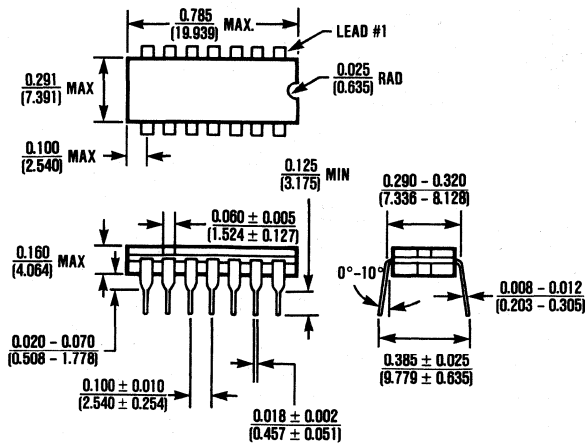 0.785
(19.939) MAX.
LEAD #1
0.291
(7.391) MAX
0.025
(0.635) RAD
0.100
(2.540) MAX
0.125
(3.175) MIN
0.290 – 0.320
(7.336 – 8.128)
0.060 ± 0.005
(1.524 ± 0.127)
0.160
(4.064) MAX
0°–10°
0.008 – 0.012
(0.203 – 0.305)
0.020 – 0.070
(0.508 – 1.778)
0.385 ± 0.025
(9.779 ± 0.635)
0.100 ± 0.010
(2.540 ± 0.254)
0.018 ± 0.002
(0.457 ± 0.051)